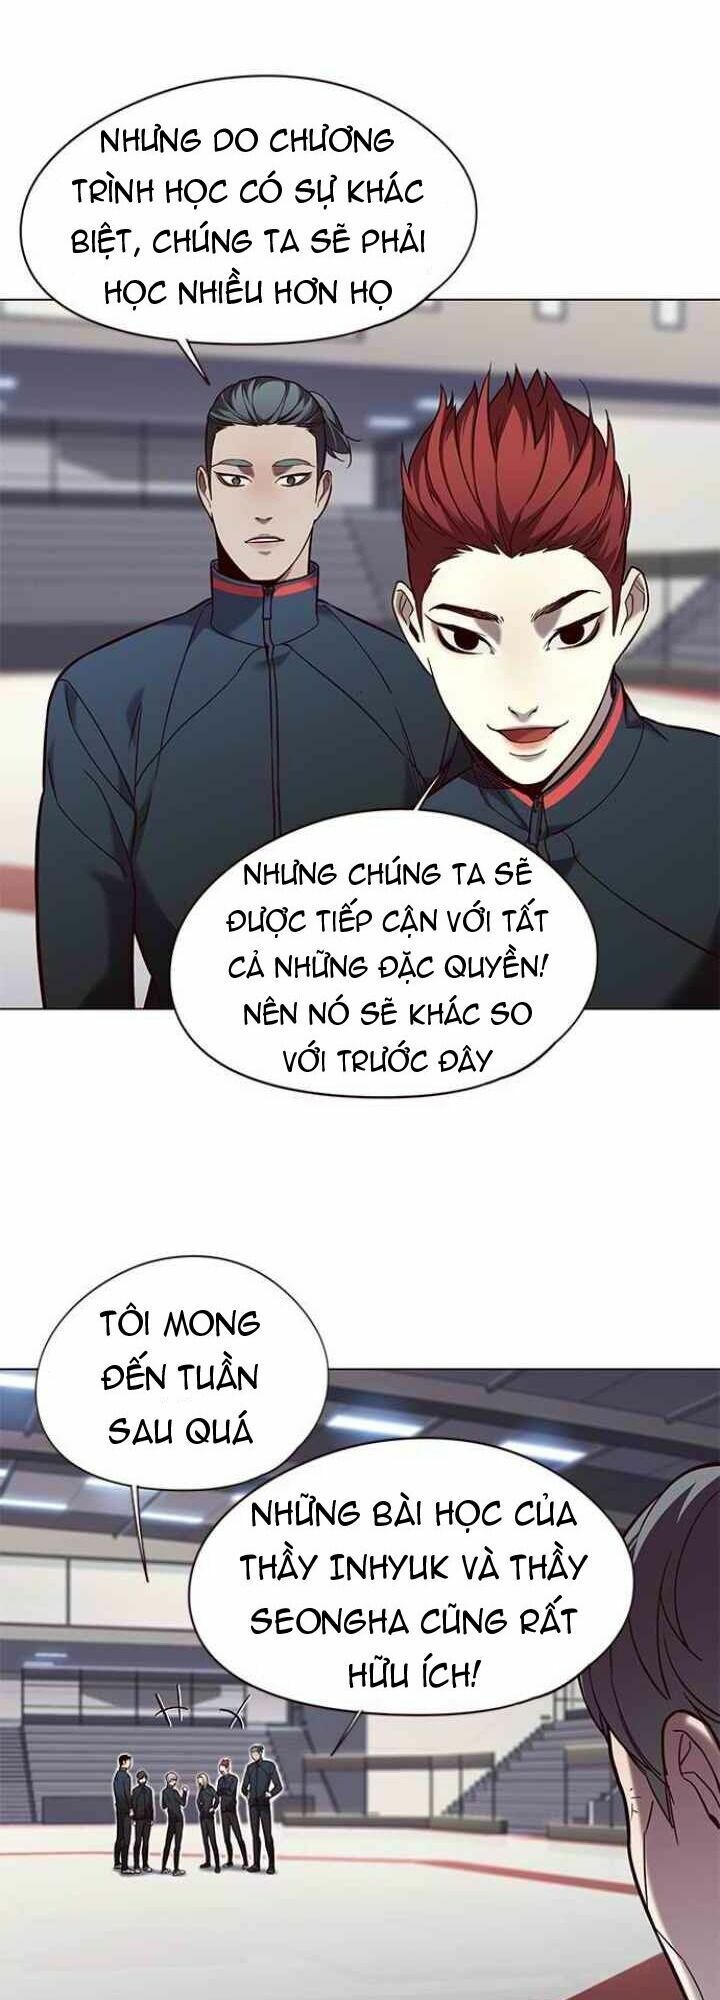 NHƯNG DO CHƯƠNG
TRÌNH HỌC CÓ SỰ KHÁC
BIỆT, CHÚNG TA SẼ PHẢI
HỌC NHIỀU HƠN HỌ
NHƯNG CHÚNG TA SẼ
ĐƯỢC TIẾP CẬN VỚI TẤT
CẢ NHỮNG ĐẶC QUYỀN!
NÊN NÓ SẼ KHÁC SO
VỚI TRƯỚC ĐÂY
TÔI MONG
ĐẾN TUẦN
SAU QUÁ
NHỮNG BÀI HỌC CỦA
THẦY INHYUK VÀ THẦY
SEONGHA CŨNG RẤT
HỮU ÍCH!